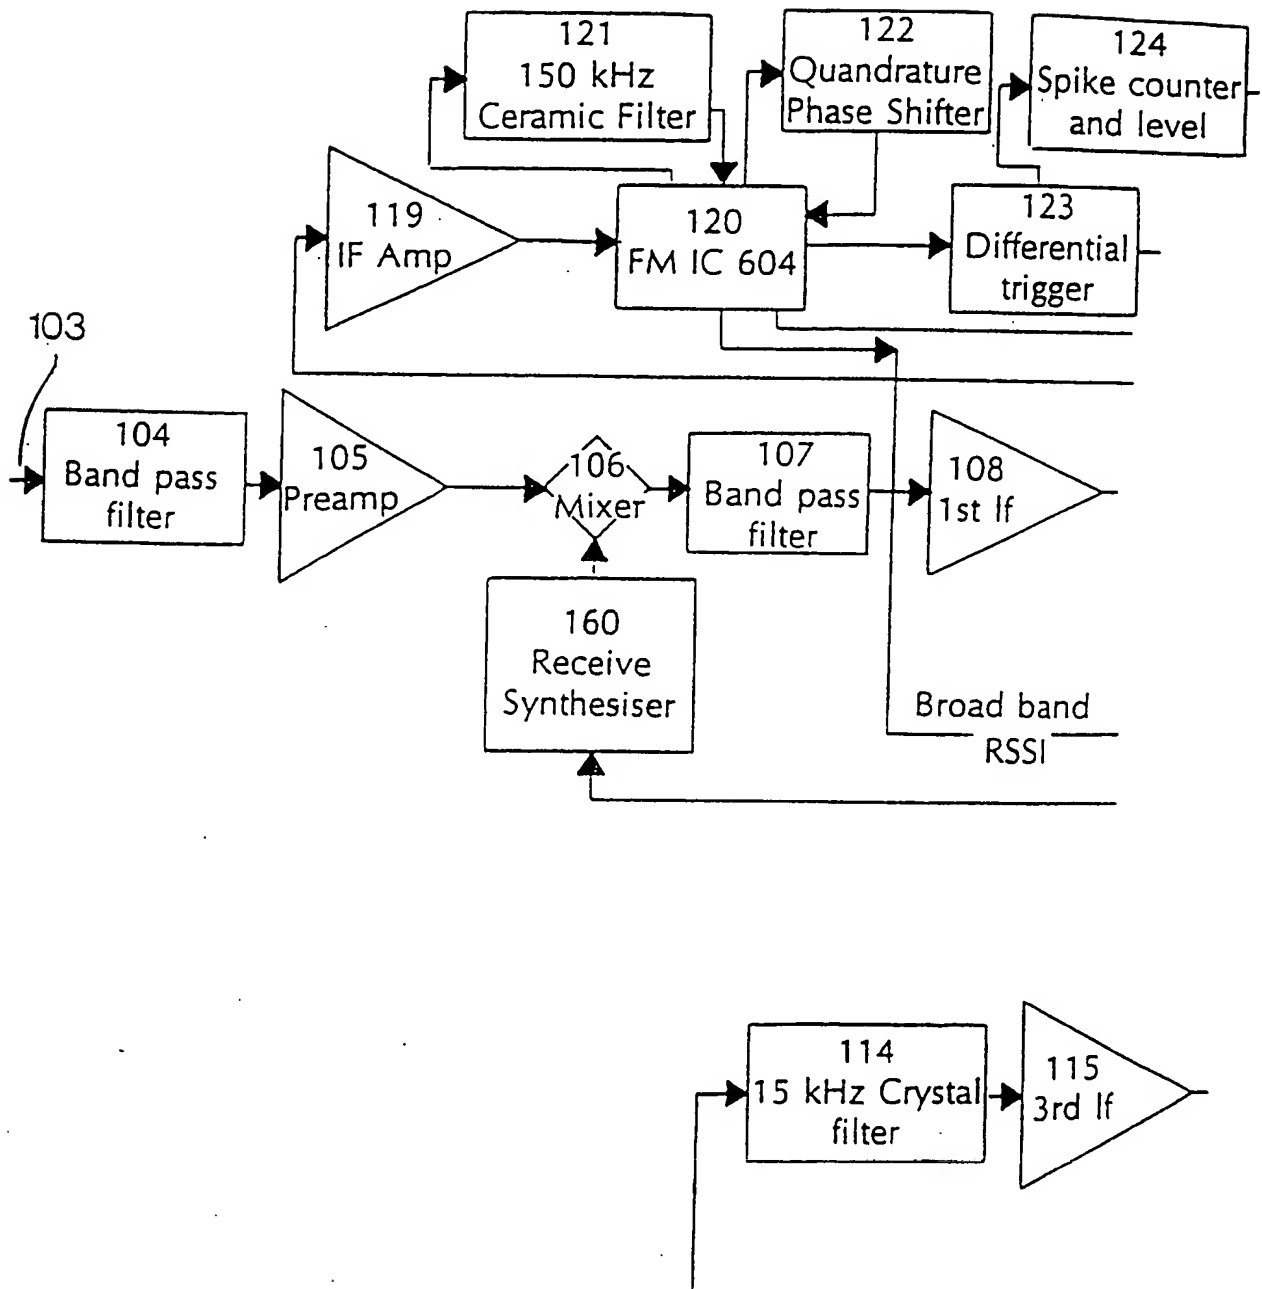 121
150 kHz
Ceramic Filter
122
Quandrature
Phase Shifter
124
Spike counter
and level
119
IF Amp
120
FM IC 604
123
Differential
trigger
103
104
Band pass
filter
105
Preamp
106
Mixer
107
Band pass
filter
108
1st If
160
Receive
Synthesiser
Broad band
RSSI
114
15 kHz Crystal
filter
115
3rd If